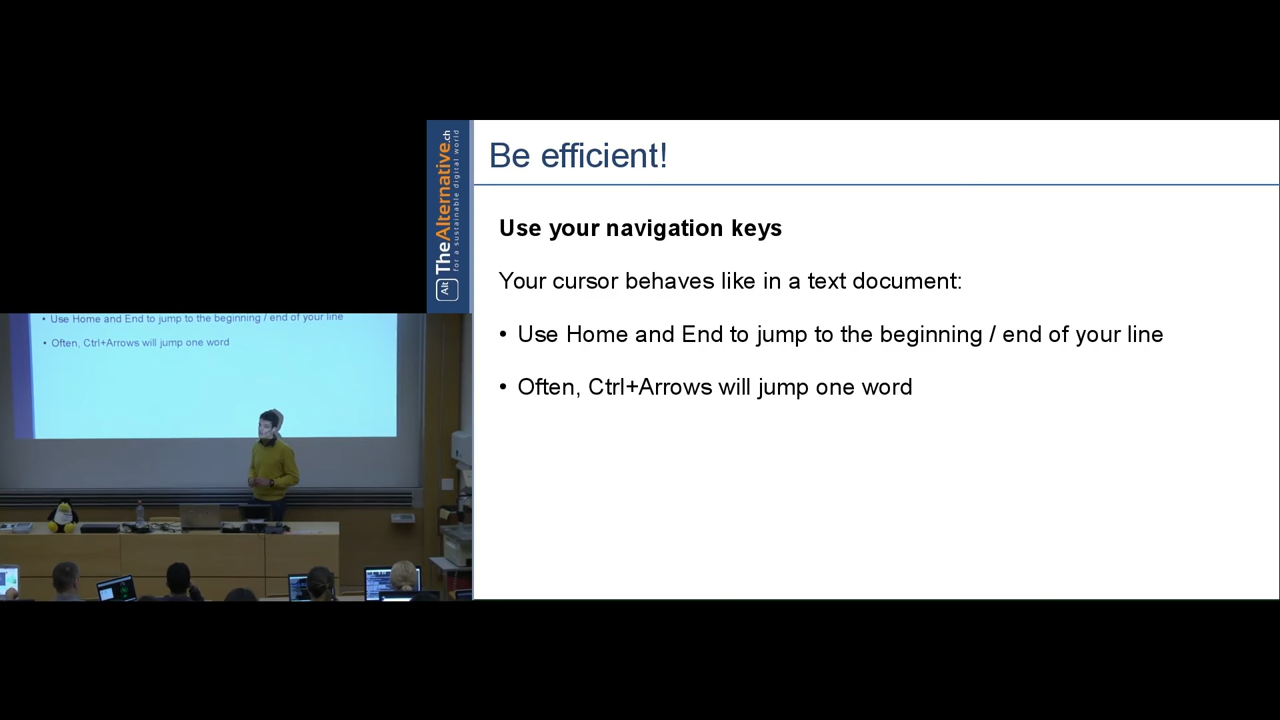 Be efficient!
Use your navigation keys
Your cursor behaves like in a text document:
• Use Home and End to jump to the beginning / end of your line
• Often, Ctrl+Arrows will jump one word
Alt TheAlternative.ch
for a sustainable digital world
• Use Home and End to jump to the beginning / end of your line
• Often, Ctrl+Arrows will jump one word